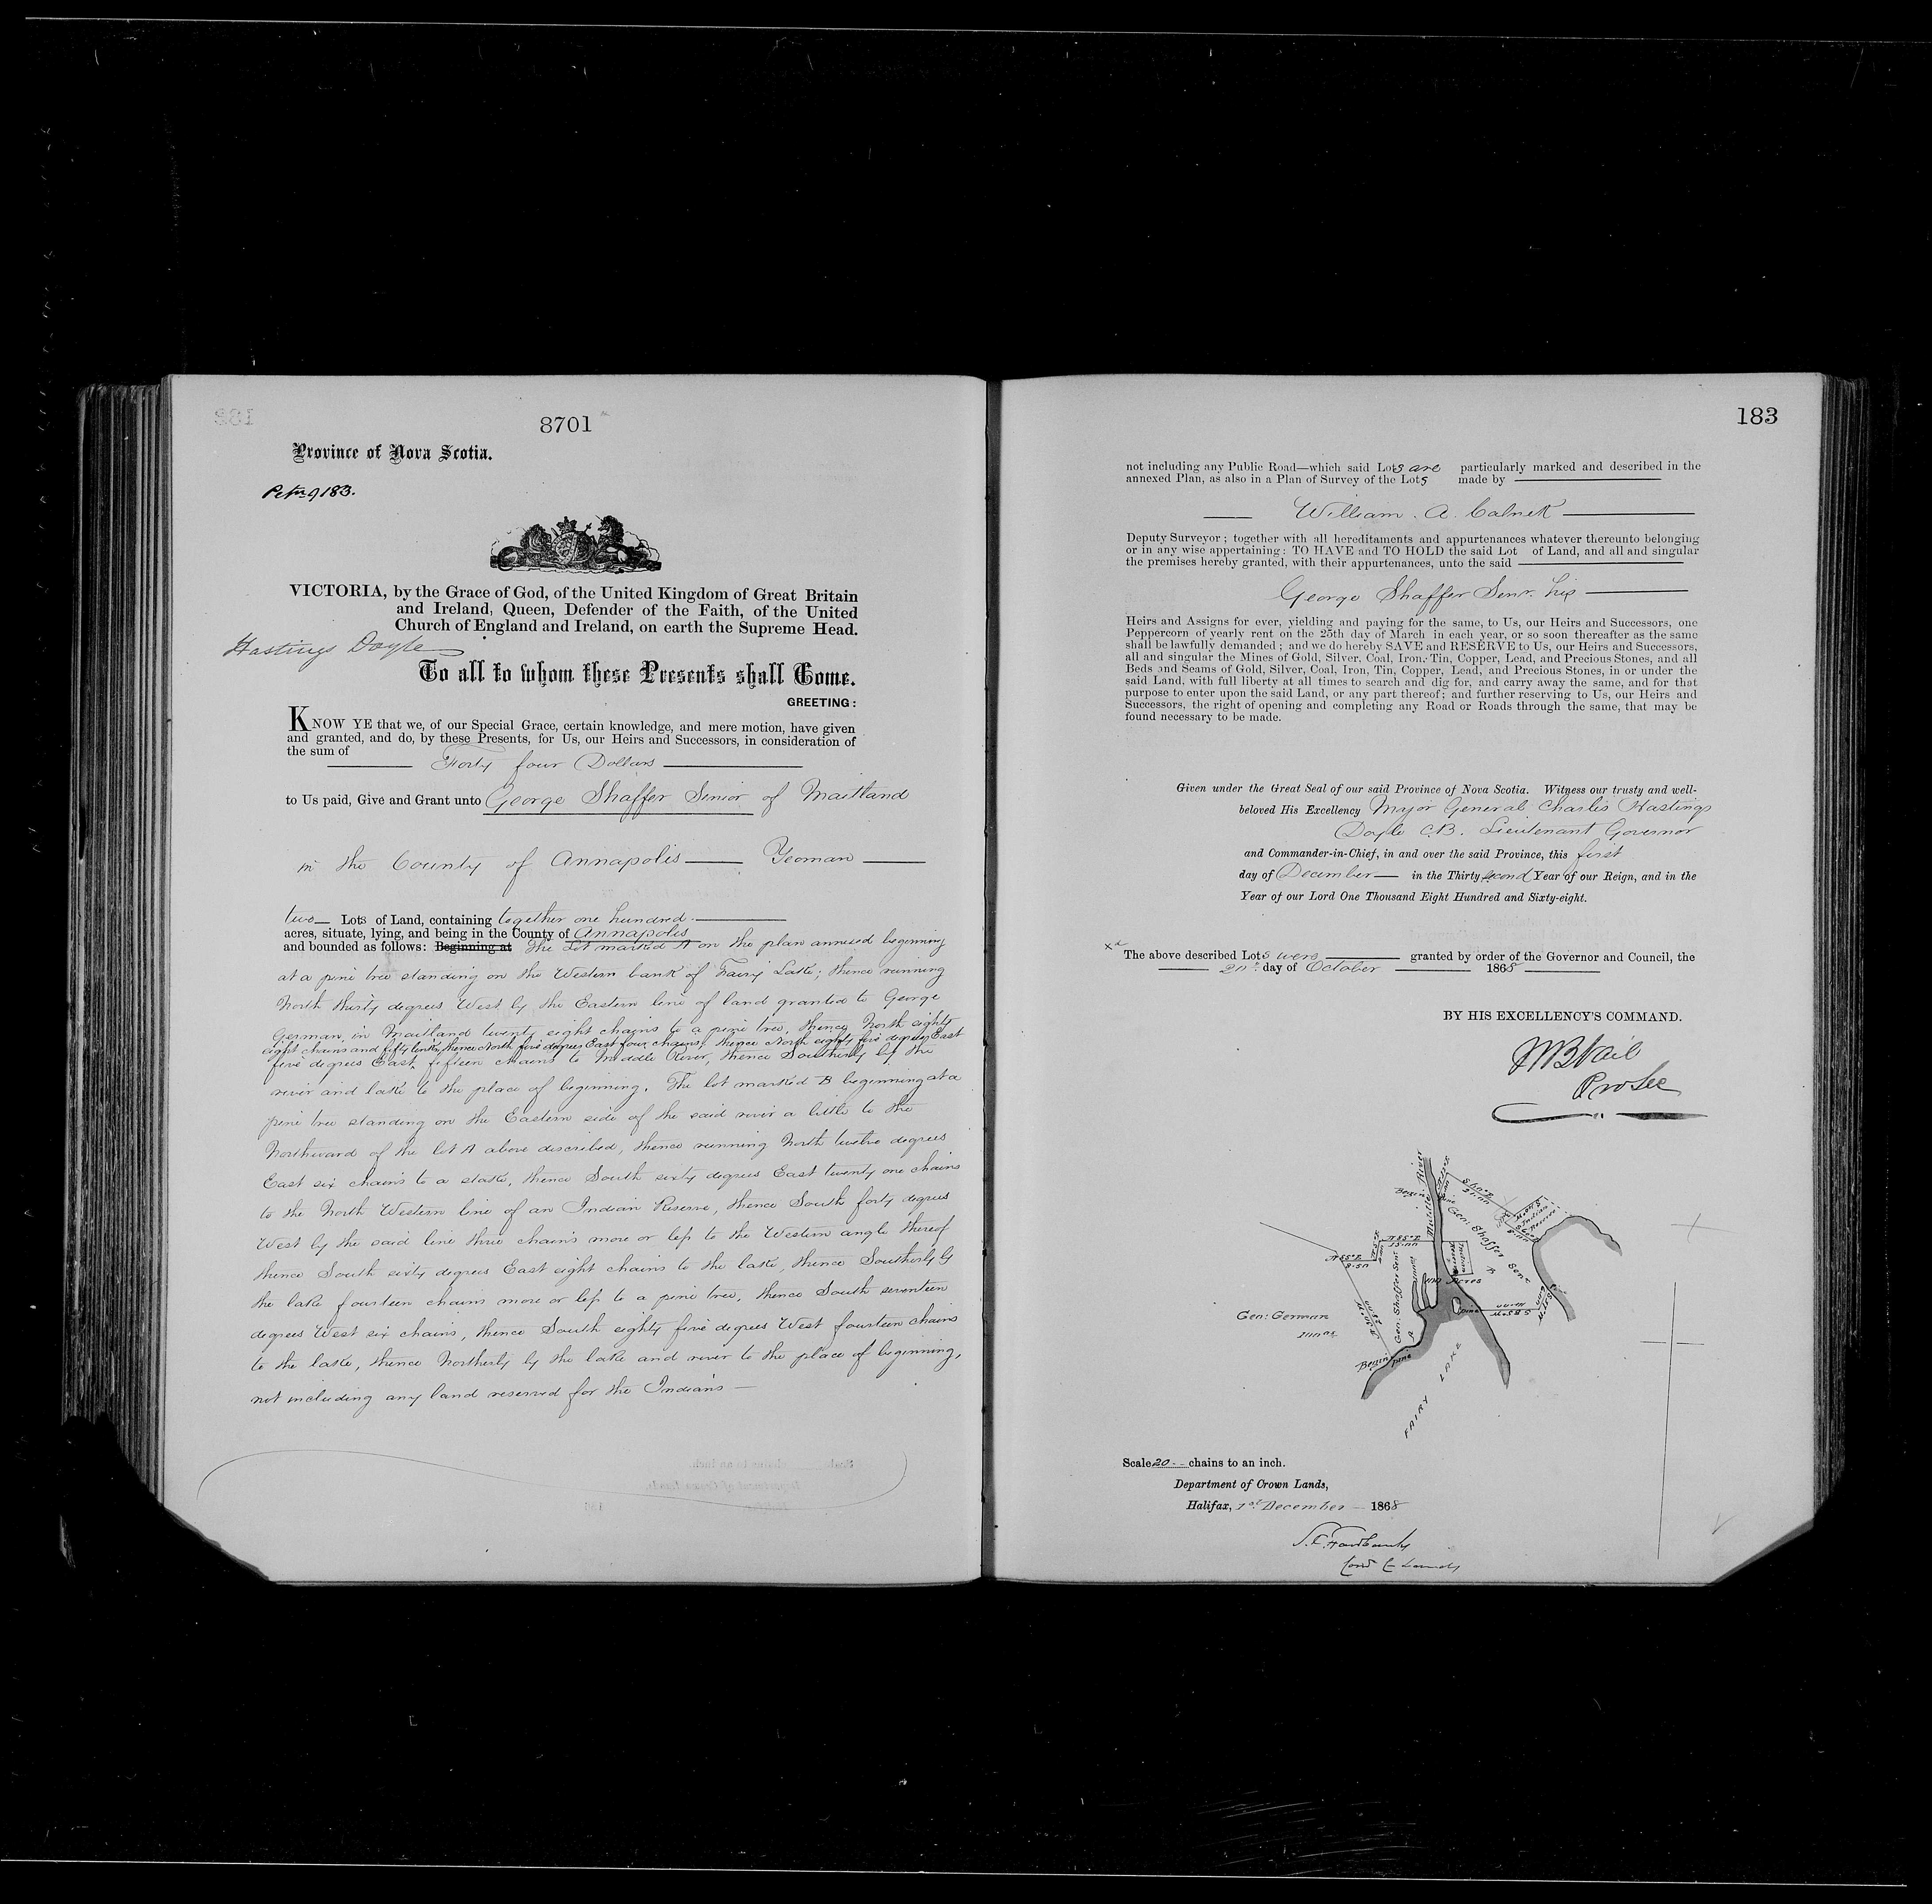 8701
Province of Nova Scotia.
Petn 9183.
VICTORIA, by the Grace of God, of the United Kingdom of Great Britain
and Ireland, Queen, Defender of the Faith, of the United
Church of England and Ireland, on earth the Supreme Head.
Hastings Doyle
To all to whom these Presents shall Come.
GREETING:
KNOW YE that we, of our Special Grace, certain knowledge, and mere motion, have given
and granted, and do, by these Presents, for Us, our Heirs and Successors, in consideration of
the sum of
Forty four Dollars
to Us paid, Give and Grant unto George Shaffer Senior of Maitland
in the County of Annapolis Yeoman
two Lots of Land, containing together one hundred
acres, situate, lying, and being in the County of Annapolis
and bounded as follows: Beginning at The Lot marked A on the plan annexed beginning
at a pine tree standing on the Western bank of Fairy Lake; thence running
North thirty degrees West by the Eastern line of land granted to George
German in Maitland twenty eight chains to a pine tree, thence North eighty
eight chains and fifty links, thence North five degrees East four chains, thence North eighty five degrees East
five degrees East, fifteen chains to Middle River, thence Southerly by the
river and lake to the place of beginning. The lot marked B beginning at a
pine tree standing on the Eastern side of the said river a little to the
Northward of the lot A above described, thence running North twelve degrees
East six chains to a stake, thence South sixty degrees East twenty one chains
to the North Western line of an Indian Reserve, thence South forty degrees
West by the said line three chains more or less to the Western angle thereof
thence South sixty degrees East eight chains to the lake, thence Southerly by
the lake fourteen chains more or less to a pine tree, thence South seventeen
degrees West six chains, thence South eighty five degrees West fourteen chains
to the lake, thence Northerly by the lake and river to the place of beginning,
not including any land reserved for the Indians
183
not including any Public Road—which said Lots are particularly marked and described in the
annexed Plan, as also in a Plan of Survey of the Lots made by
William. A. Calnek
Deputy Surveyor; together with all hereditaments and appurtenances whatever thereunto belonging
or in any wise appertaining: TO HAVE and TO HOLD the said Lot of Land, and all and singular
the premises hereby granted, with their appurtenances, unto the said
George Shaffer Senr. his
Heirs and Assigns for ever, yielding and paying for the same, to Us, our Heirs and Successors, one
Peppercorn of yearly rent on the 25th day of March in each year, or so soon thereafter as the same
shall be lawfully demanded; and we do hereby SAVE and RESERVE to Us, our Heirs and Successors,
all and singular the Mines of Gold, Silver, Coal, Iron, Tin, Copper, Lead, and Precious Stones, and all
Beds and Seams of Gold, Silver, Coal, Iron, Tin, Copper, Lead, and Precious Stones, in or under the
said Land, with full liberty at all times to search and dig for, and carry away the same, and for that
purpose to enter upon the said Land, or any part thereof; and further reserving to Us, our Heirs and
Successors, the right of opening and completing any Road or Roads through the same, that may be
found necessary to be made.
Given under the Great Seal of our said Province of Nova Scotia. Witness our trusty and well-
beloved His Excellency Major General Charles Hastings
Doyle C.B. Lieutenant Governor
and Commander-in-Chief, in and over the said Province, this first
day of December in the Thirty second Year of our Reign, and in the
Year of our Lord One Thousand Eight Hundred and Sixty-eight.
The above described Lots were granted by order of the Governor and Council, the
day of October 1868
BY HIS EXCELLENCY'S COMMAND.
W B Vail
Pro Sec
Middle River
Begin
pine
S 60° E
21.00
Geo: Shaffer Senr
B
Indian Reserve
N 85° E
15.00
N 85° E
8.50
Geo: Shaffer Senr
A
100 Acres
Geo: German
Begin
pine
pine
FAIRY LAKE
Scale 20 chains to an inch.
Department of Crown Lands,
Halifax, 1st December 1868
S. P. Fairbanks
Com C Lands